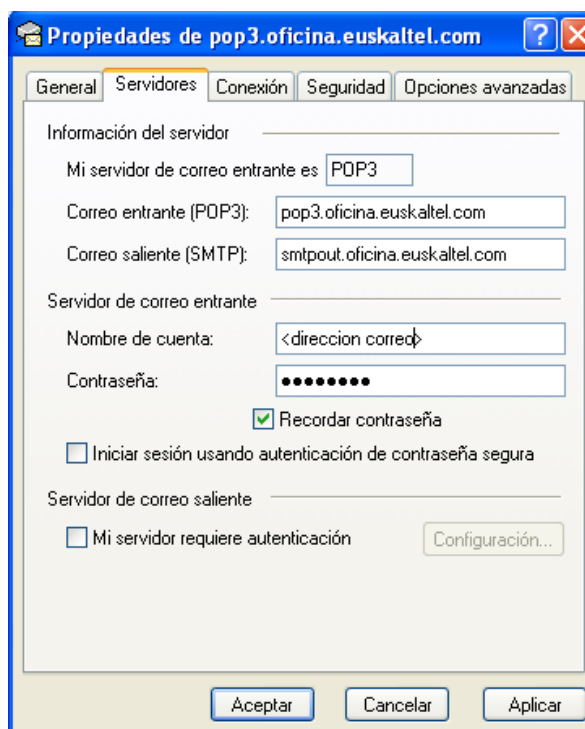 Propiedades de pop3.oficina.euskaltel.com
General Servidores Conexión Seguridad Opciones avanzadas
Información del servidor
Mi servidor de correo entrante es POP3
Correo entrante (POP3): pop3.oficina.euskaltel.com
Correo saliente (SMTP): smtpout.oficina.euskaltel.com
Servidor de correo entrante
Nombre de cuenta: <direccion correo>
Contraseña: ●●●●●●●●
Recordar contraseña
Iniciar sesión usando autenticación de contraseña segura
Servidor de correo saliente
Mi servidor requiere autenticación Configuración...
Aceptar Cancelar Aplicar